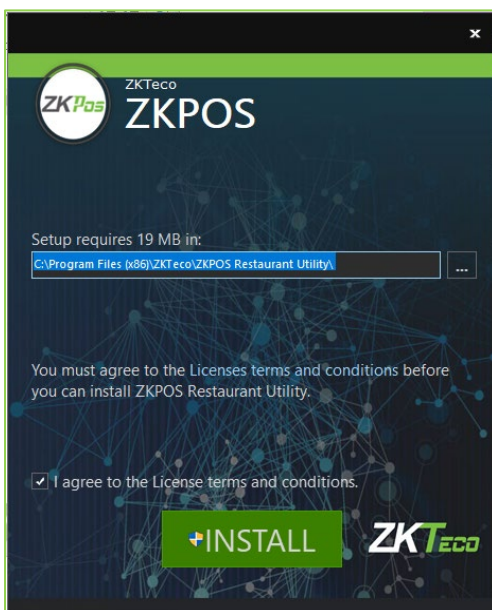 x
ZKPos
ZKTeco
ZKPOS
Setup requires 19 MB in:
C:\Program Files (x86)\ZKTeco\ZKPOS Restaurant Utility\
...
You must agree to the Licenses terms and conditions before
you can install ZKPOS Restaurant Utility.
I agree to the License terms and conditions.
INSTALL
ZKTECO